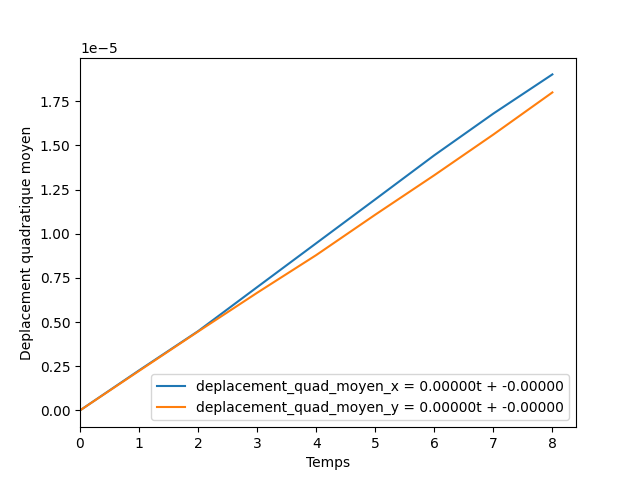 1e−5
Deplacement quadratique moyen
1.75
1.50
1.25
1.00
0.75
0.50
0.25
0.00
deplacement_quad_moyen_x = 0.00000t + -0.00000
deplacement_quad_moyen_y = 0.00000t + -0.00000
0 1 2 3 4 5 6 7 8
Temps